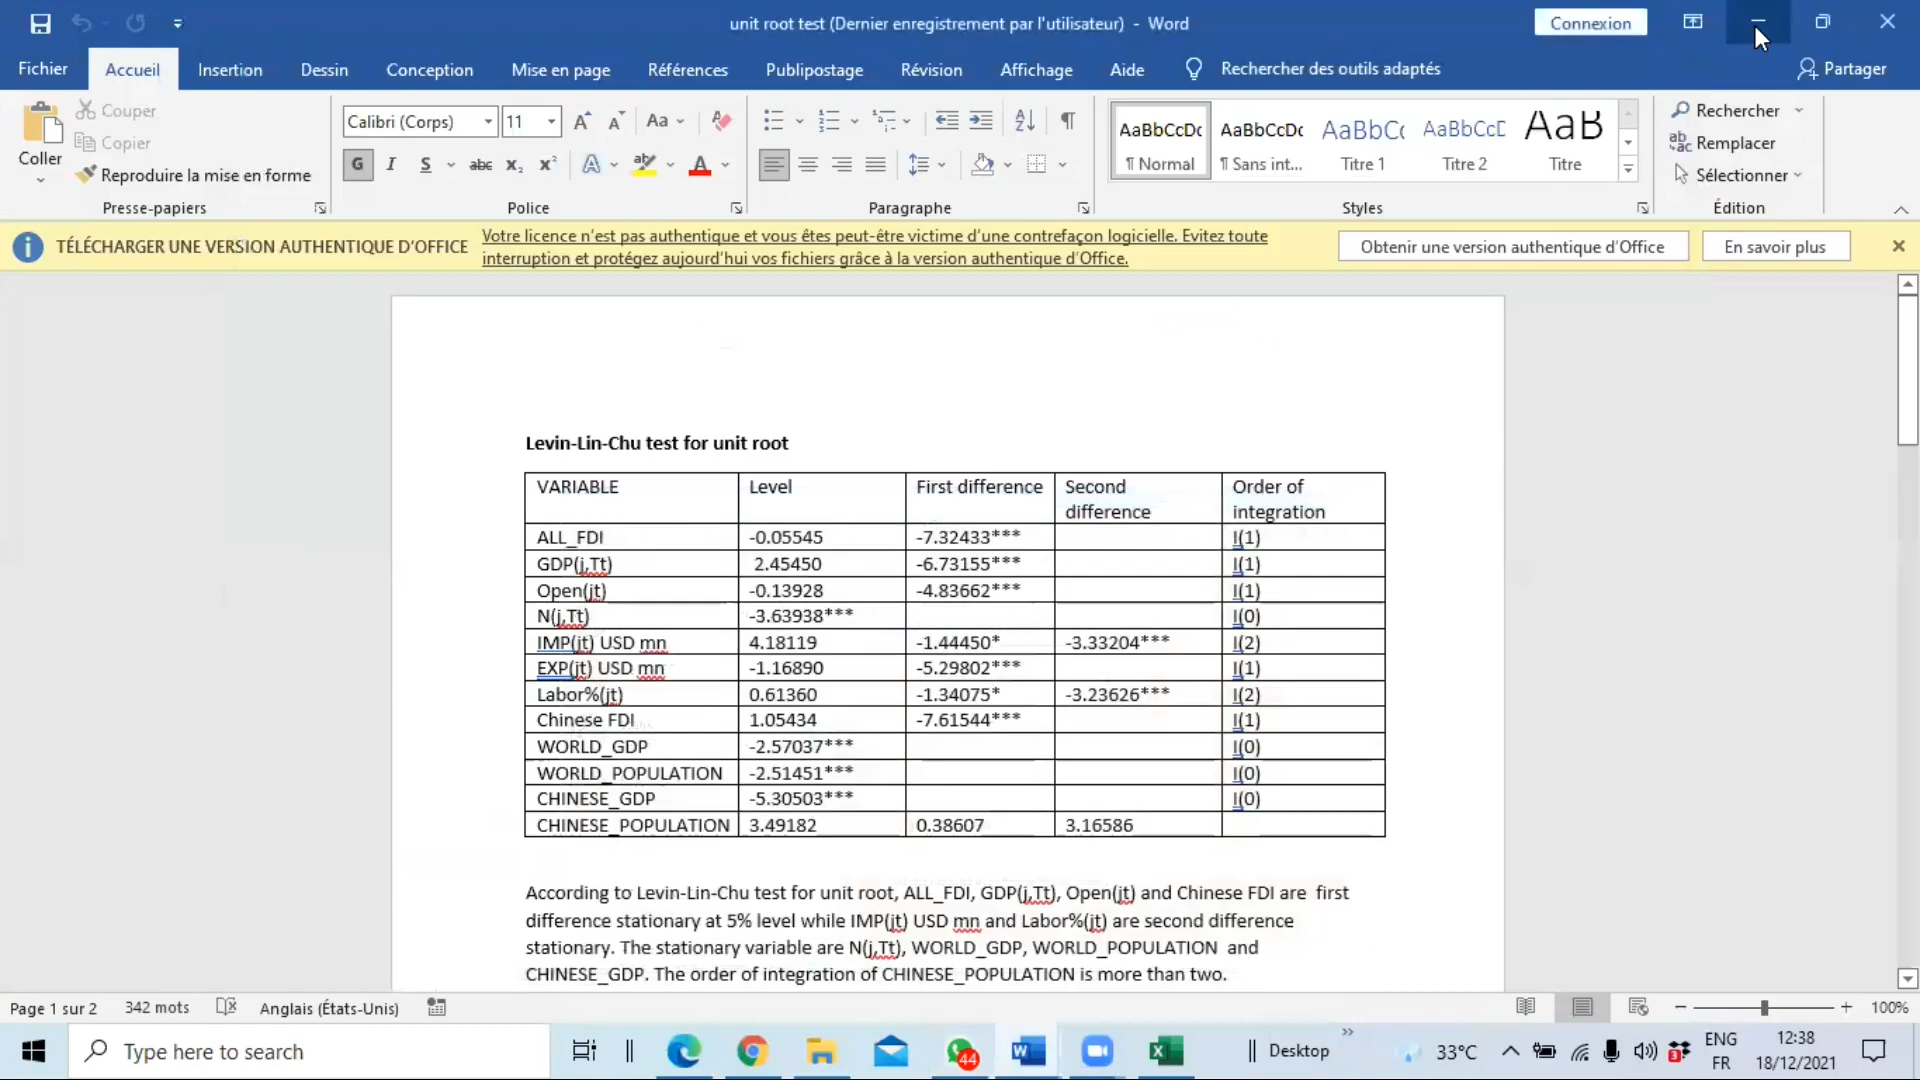 unit root test (Dernier enregistrement par l'utilisateur) - Word
Connexion
Fichier Accueil Insertion Dessin Conception Mise en page Références Publipostage Révision Affichage Aide Rechercher des outils adaptés Partager
Coller
Couper
Copier
Reproduire la mise en forme
Presse-papiers
Calibri (Corps) 11
Aa
G I S abc x₂ x² A A
Police
Paragraphe
AaBbCcDc AaBbCcDc AaBbCc AaBbCcD AaB
¶ Normal ¶ Sans int... Titre 1 Titre 2 Titre
Styles
Rechercher
Remplacer
Sélectionner
Édition
TÉLÉCHARGER UNE VERSION AUTHENTIQUE D'OFFICE
Votre licence n'est pas authentique et vous êtes peut-être victime d'une contrefaçon logicielle. Evitez toute
interruption et protégez aujourd'hui vos fichiers grâce à la version authentique d'Office.
Obtenir une version authentique d'Office
En savoir plus
Levin-Lin-Chu test for unit root
VARIABLE Level First difference Second difference Order of integration
ALL_FDI -0.05545 -7.32433*** I(1)
GDP(j,Tt) 2.45450 -6.73155*** I(1)
Open(jt) -0.13928 -4.83662*** I(1)
N(j,Tt) -3.63938*** I(0)
IMP(jt) USD mn 4.18119 -1.44450* -3.33204*** I(2)
EXP(jt) USD mn -1.16890 -5.29802*** I(1)
Labor%(jt) 0.61360 -1.34075* -3.23626*** I(2)
Chinese FDI 1.05434 -7.61544*** I(1)
WORLD_GDP -2.57037*** I(0)
WORLD_POPULATION -2.51451*** I(0)
CHINESE_GDP -5.30503*** I(0)
CHINESE_POPULATION 3.49182 0.38607 3.16586
According to Levin-Lin-Chu test for unit root, ALL_FDI, GDP(j,Tt), Open(jt) and Chinese FDI are first
difference stationary at 5% level while IMP(jt) USD mn and Labor%(jt) are second difference
stationary. The stationary variable are N(j,Tt), WORLD_GDP, WORLD_POPULATION and
CHINESE_GDP. The order of integration of CHINESE_POPULATION is more than two.
Page 1 sur 2 342 mots Anglais (États-Unis) 100%
Type here to search
44
Desktop
33°C
3
ENG
FR
12:38
18/12/2021